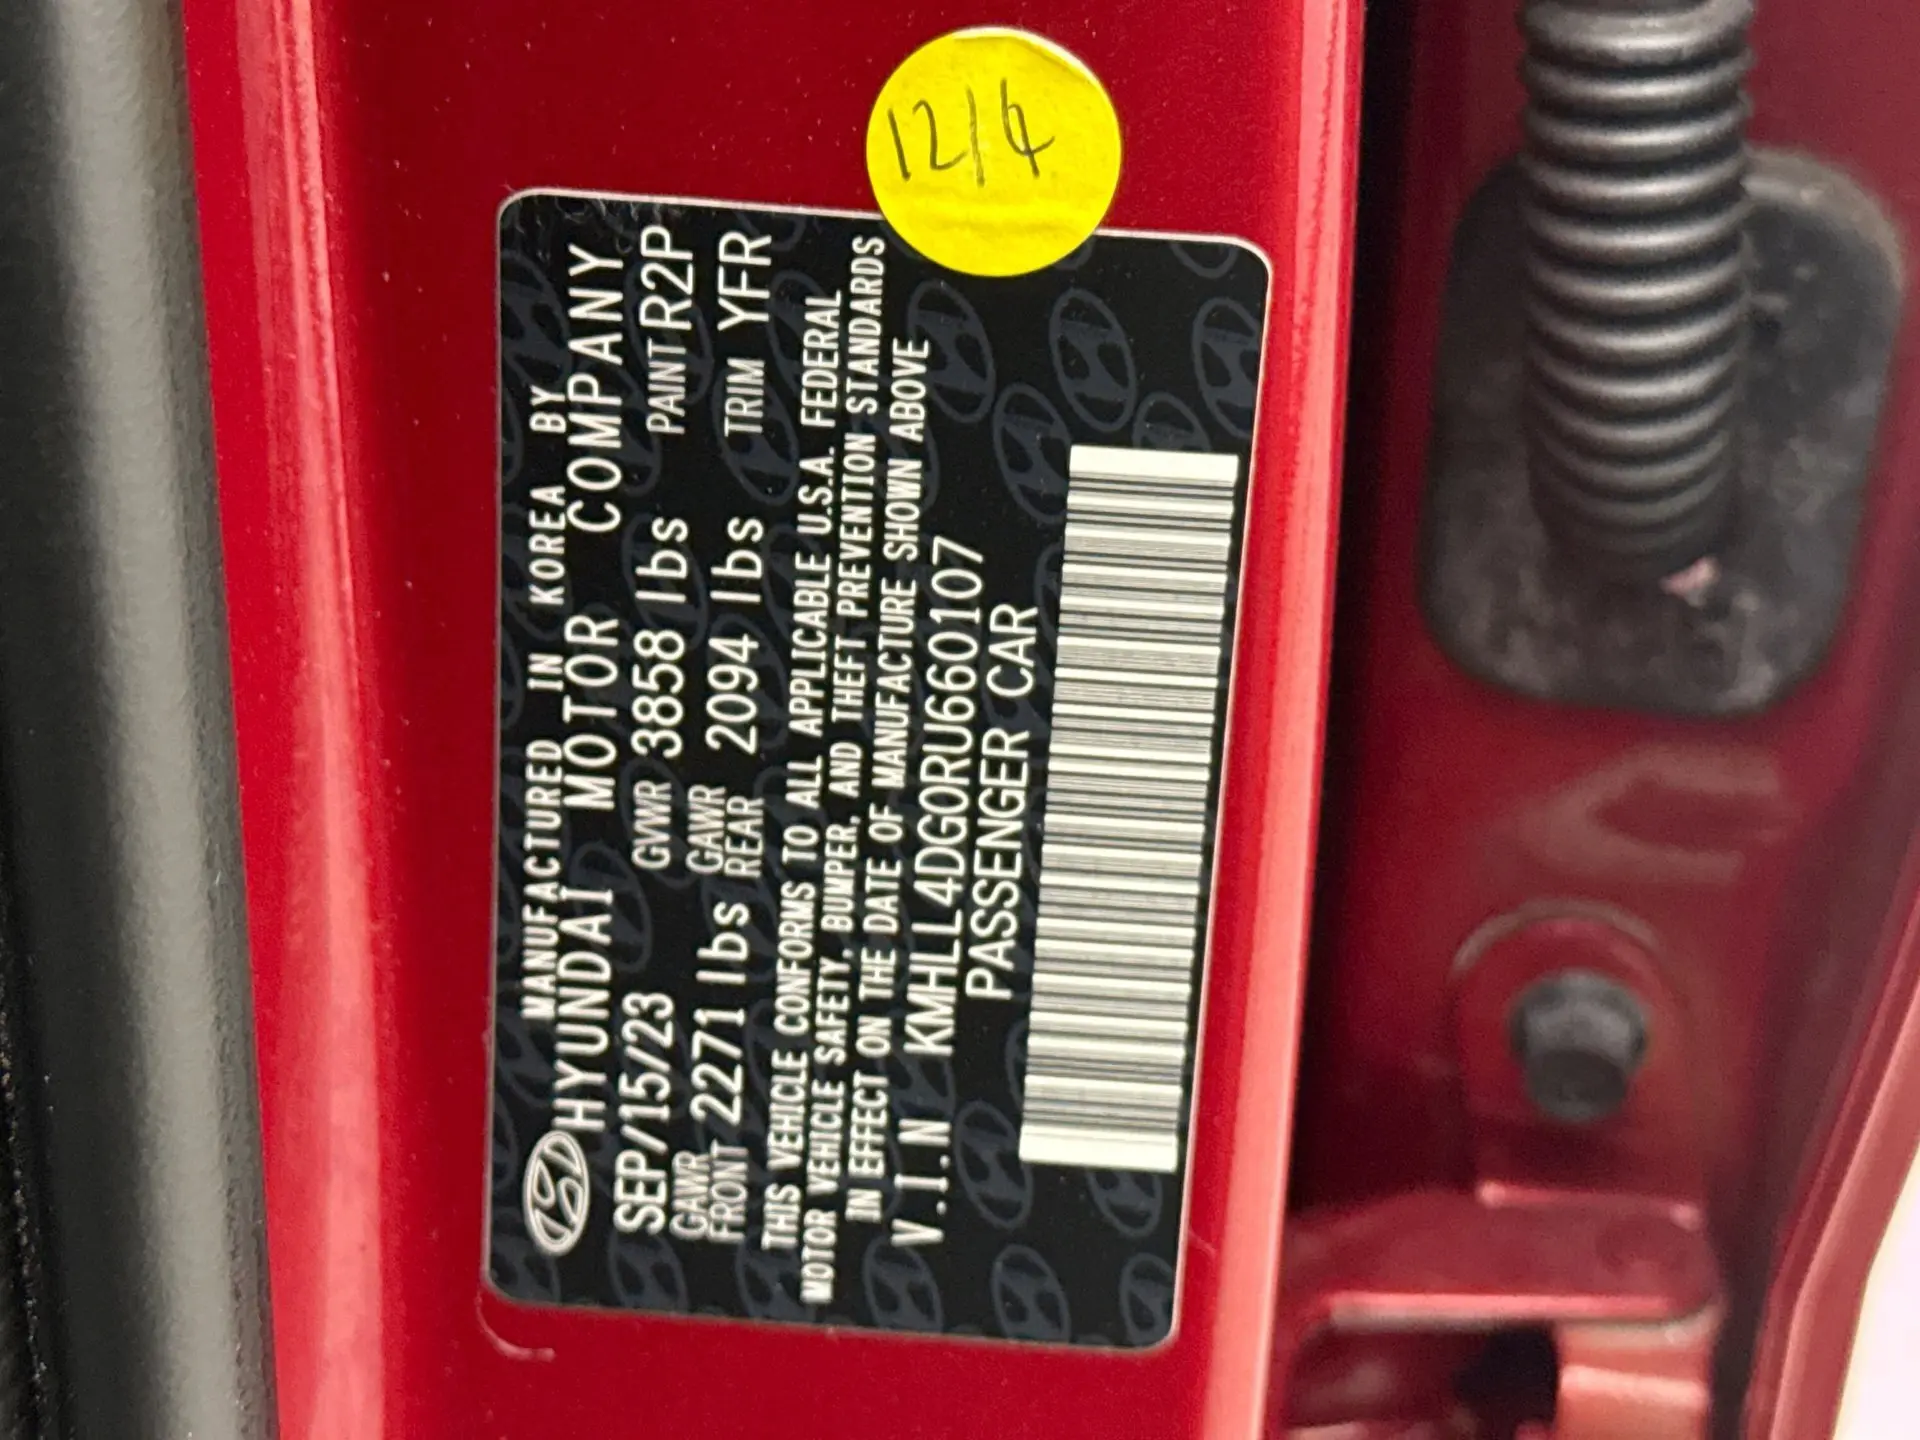 12/6
MANUFACTURED IN KOREA BY
HYUNDAI MOTOR COMPANY
SEP/15/23 GVWR 3858 lbs PAINT R2P
GAWR FRONT 2271 lbs GAWR REAR 2094 lbs TRIM YFR
THIS VEHICLE CONFORMS TO ALL APPLICABLE U.S.A. FEDERAL
MOTOR VEHICLE SAFETY, BUMPER, AND THEFT PREVENTION STANDARDS
IN EFFECT ON THE DATE OF MANUFACTURE SHOWN ABOVE
V.I.N KMHLL4DG0RU660107
PASSENGER CAR